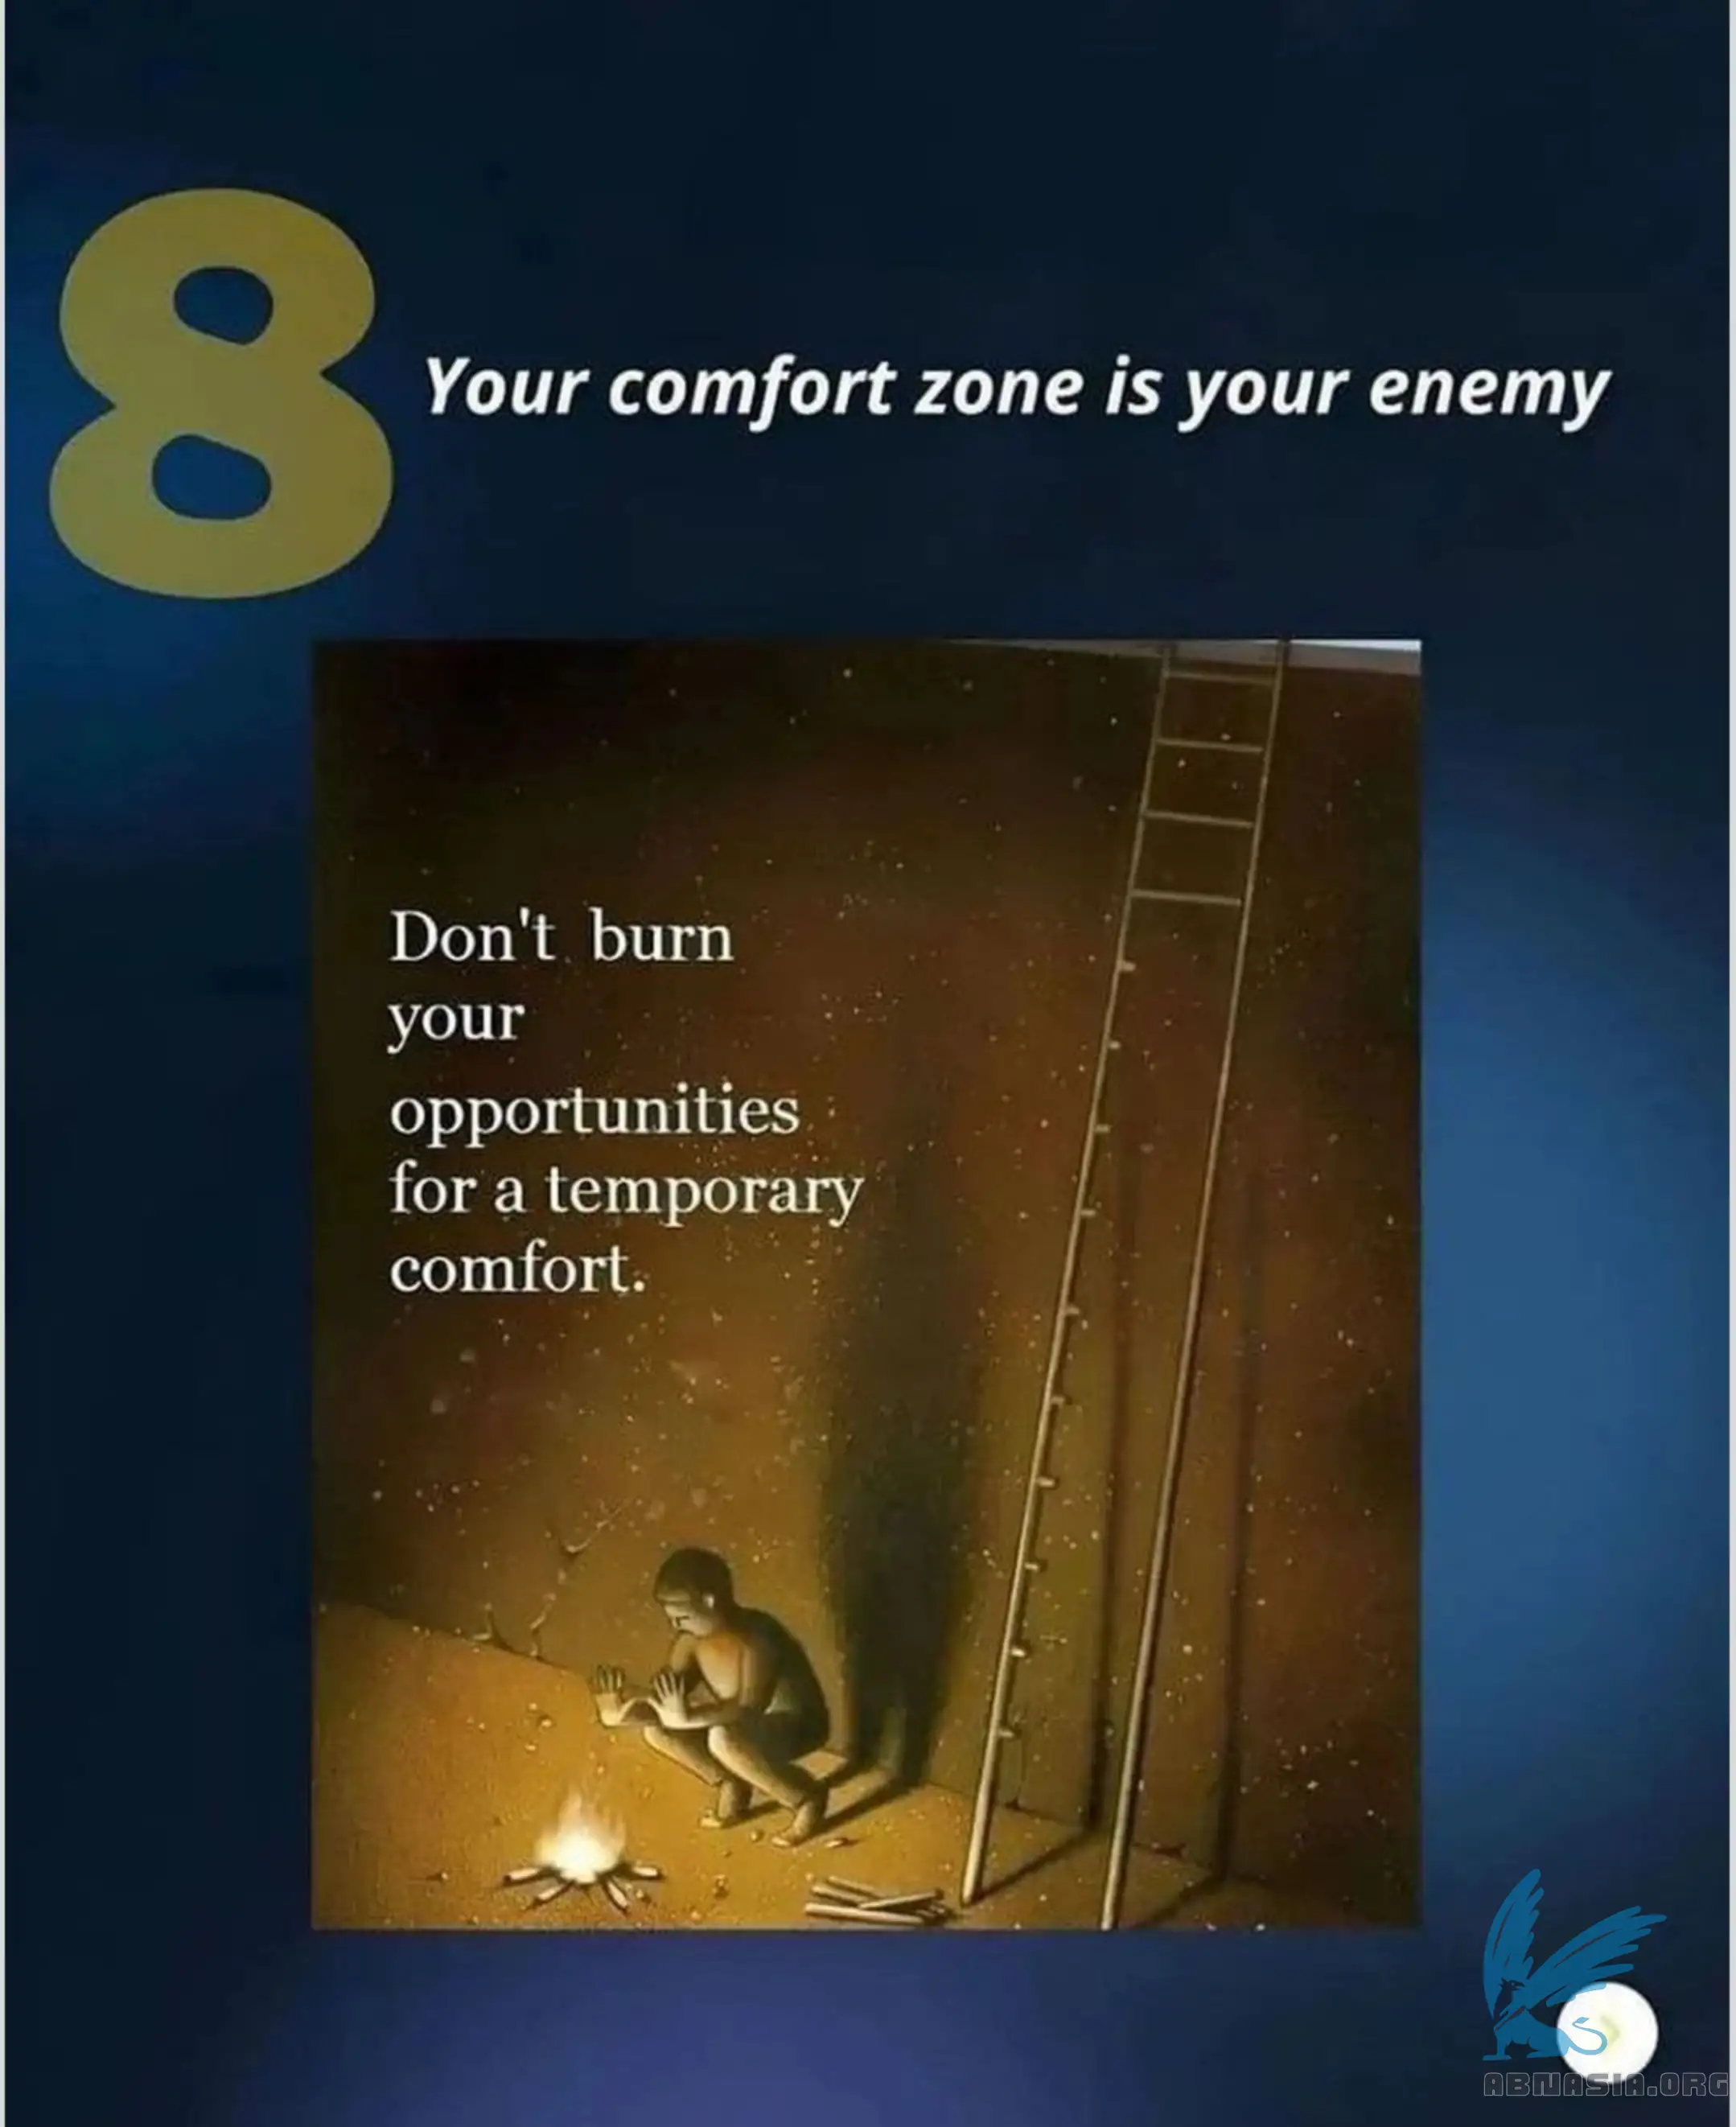 8
Your comfort zone is your enemy
Don't burn
your
opportunities
for a temporary
comfort.
ABNASIA.ORG